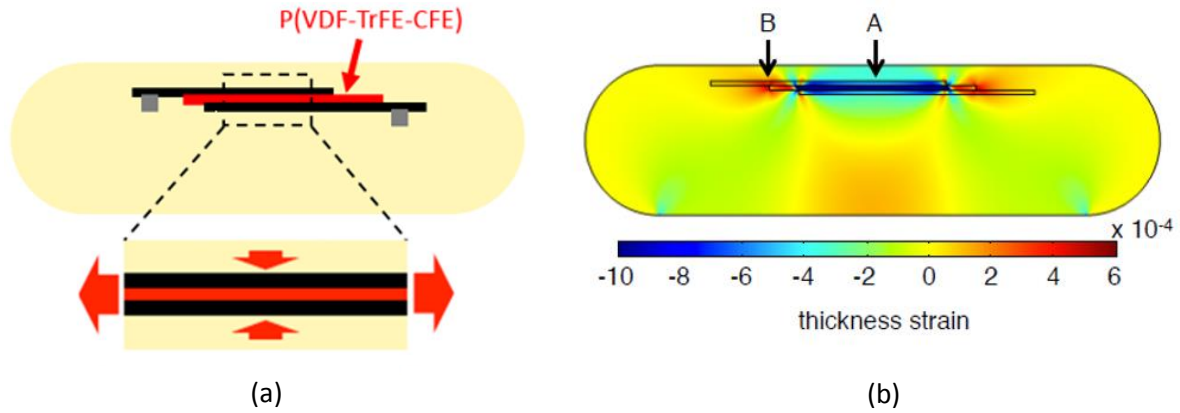 P(VDF-TrFE-CFE)
B A
x 10-4
-10 -8 -6 -4 -2 0 2 4 6
thickness strain
(a) (b)